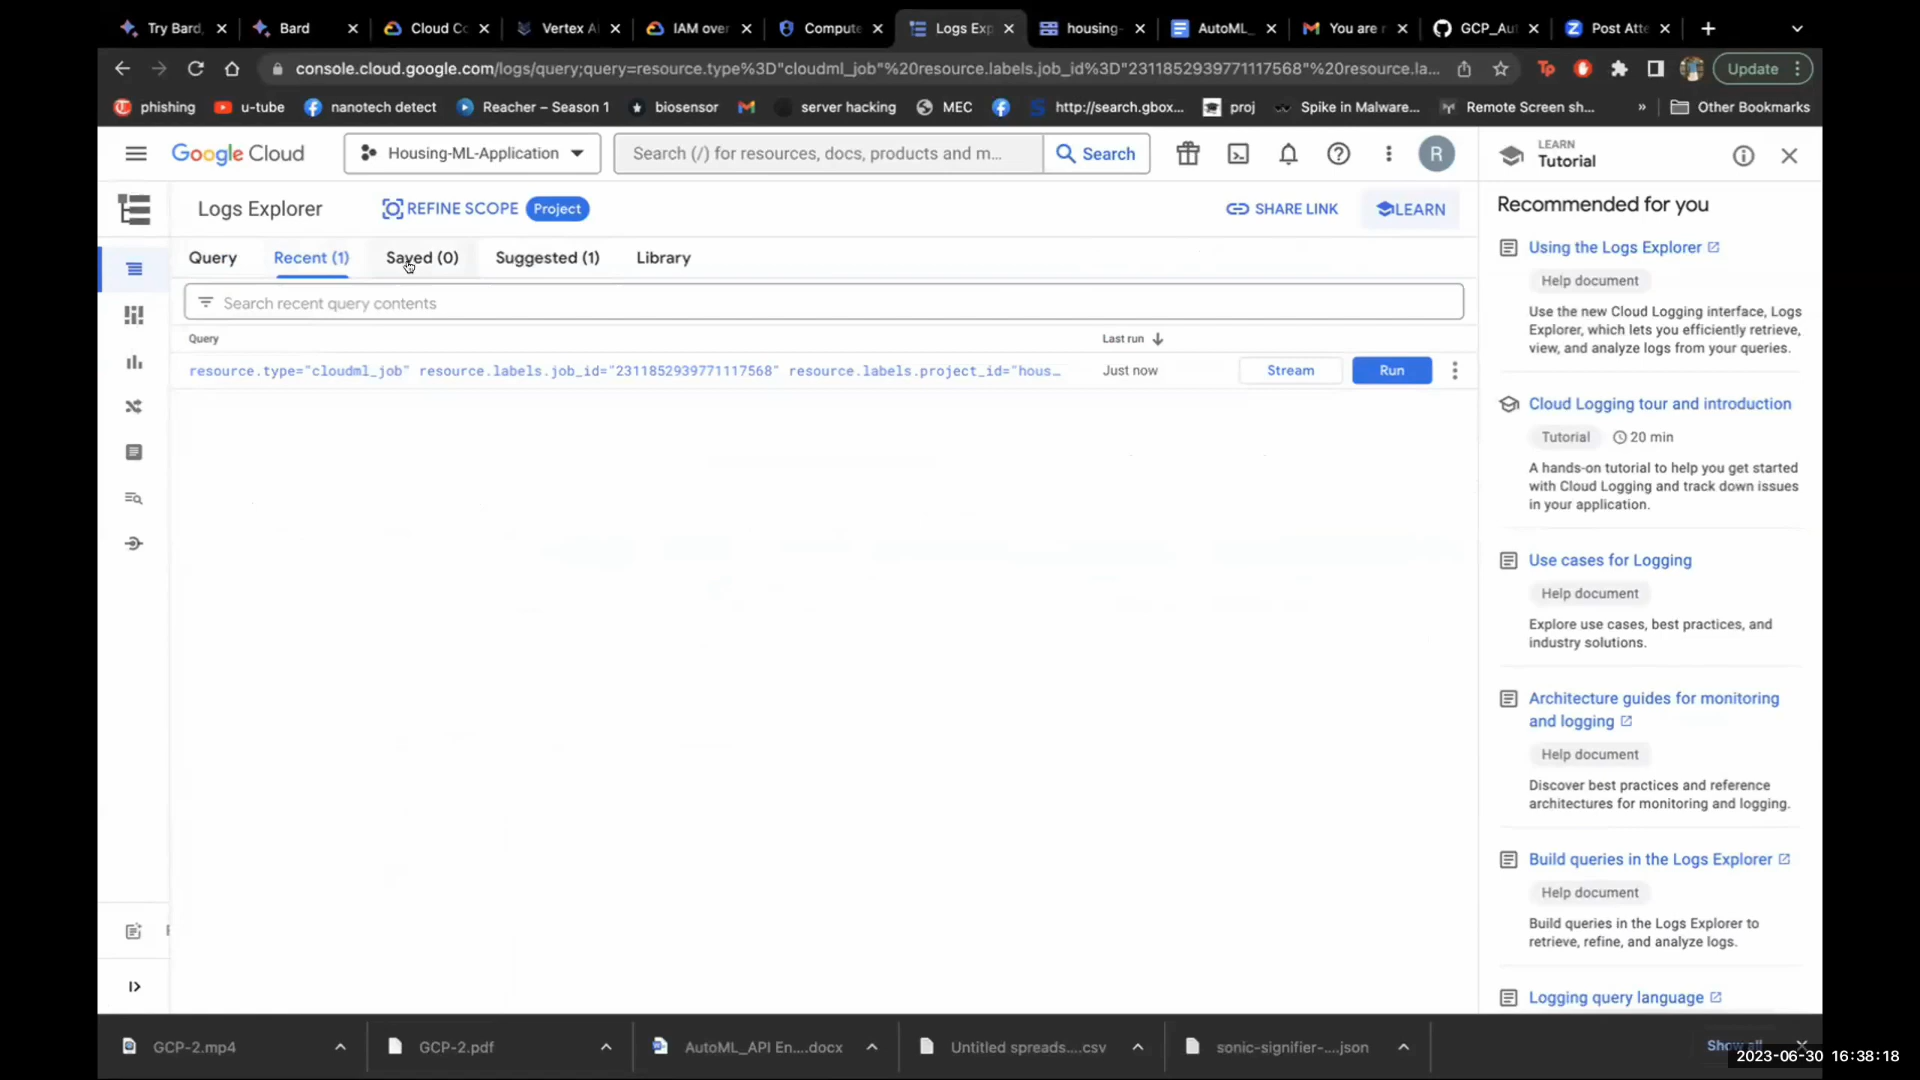 Try Bard,
Bard
Cloud Co
Vertex AI
IAM over
Compute
Logs Exp
housing-
AutoML_
You are r
GCP_Au
Post Atte
console.cloud.google.com/logs/query;query=resource.type%3D"cloudml_job"%20resource.labels.job_id%3D"2311852939771117568"%20resource.la...
Update
phishing
u-tube
nanotech detect
Reacher – Season 1
biosensor
server hacking
MEC
http://search.gbox...
proj
Spike in Malware...
Remote Screen sh...
»
Other Bookmarks
Google Cloud
Housing-ML-Application
Search (/) for resources, docs, products and m...
Search
R
LEARN
Tutorial
Logs Explorer
REFINE SCOPE
Project
SHARE LINK
LEARN
Recommended for you
Query
Recent (1)
Saved (0)
Suggested (1)
Library
Search recent query contents
Query
Last run
resource.type="cloudml_job" resource.labels.job_id="2311852939771117568" resource.labels.project_id="hous…
Just now
Stream
Run
Using the Logs Explorer
Help document
Use the new Cloud Logging interface, Logs
Explorer, which lets you efficiently retrieve,
view, and analyze logs from your queries.
Cloud Logging tour and introduction
Tutorial
20 min
A hands-on tutorial to help you get started
with Cloud Logging and track down issues
in your application.
Use cases for Logging
Help document
Explore use cases, best practices, and
industry solutions.
Architecture guides for monitoring
and logging
Help document
Discover best practices and reference
architectures for monitoring and logging.
Build queries in the Logs Explorer
Help document
Build queries in the Logs Explorer to
retrieve, refine, and analyze logs.
Logging query language
GCP-2.mp4
GCP-2.pdf
AutoML_API En....docx
Untitled spreads....csv
sonic-signifier-....json
Show all
2023-06-30 16:38:18